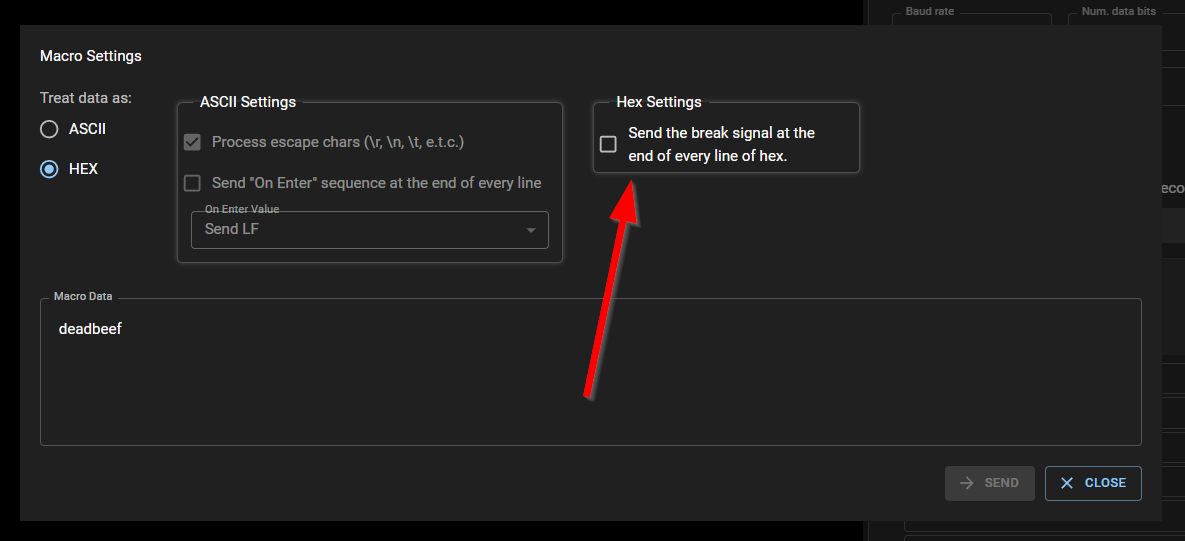 Baud rate
Num. data bits
Macro Settings
Treat data as:
ASCII
HEX
ASCII Settings
Process escape chars (\r, \n, \t, e.t.c.)
Send "On Enter" sequence at the end of every line
On Enter Value
Send LF
Hex Settings
Send the break signal at the
end of every line of hex.
Macro Data
deadbeef
SEND
CLOSE